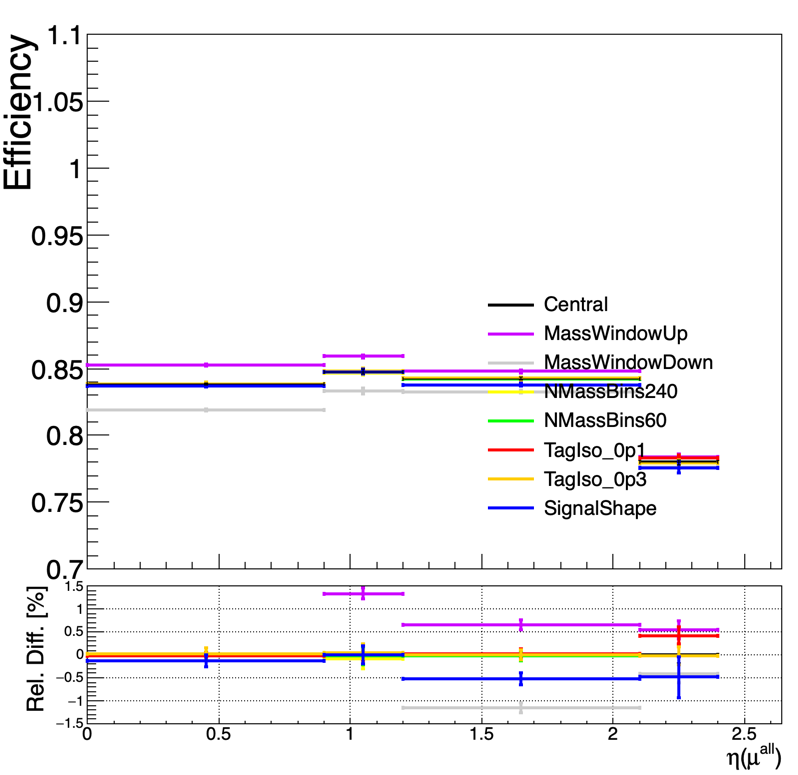 Efficiency
1.1
1.05
1
0.95
0.9
0.85
0.8
0.75
0.7
Central
MassWindowUp
MassWindowDown
NMassBins240
NMassBins60
TagIso_0p1
TagIso_0p3
SignalShape
Rel. Diff. [%]
1.5
1
0.5
0
−0.5
−1
−1.5
0 0.5 1 1.5 2 2.5
η(μ^all)